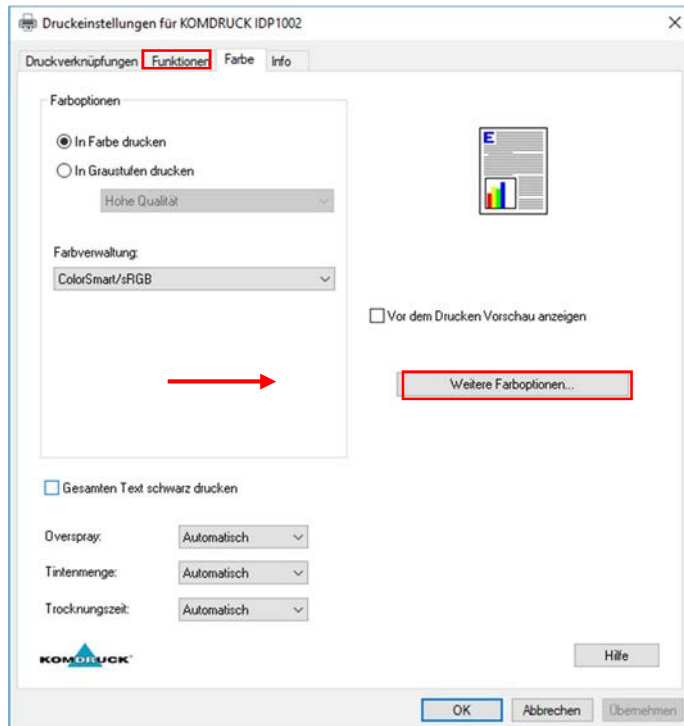 Druckeinstellungen für KOMDRUCK IDP1002
Druckverknüpfungen Funktionen Farbe Info
Farboptionen
In Farbe drucken
In Graustufen drucken
Hohe Qualität
Farbverwaltung:
ColorSmart/sRGB
E
Vor dem Drucken Vorschau anzeigen
Weitere Farboptionen...
Gesamten Text schwarz drucken
Overspray: Automatisch
Tintenmenge: Automatisch
Trocknungszeit: Automatisch
KOMDRUCK
Hilfe
OK Abbrechen Übernehmen